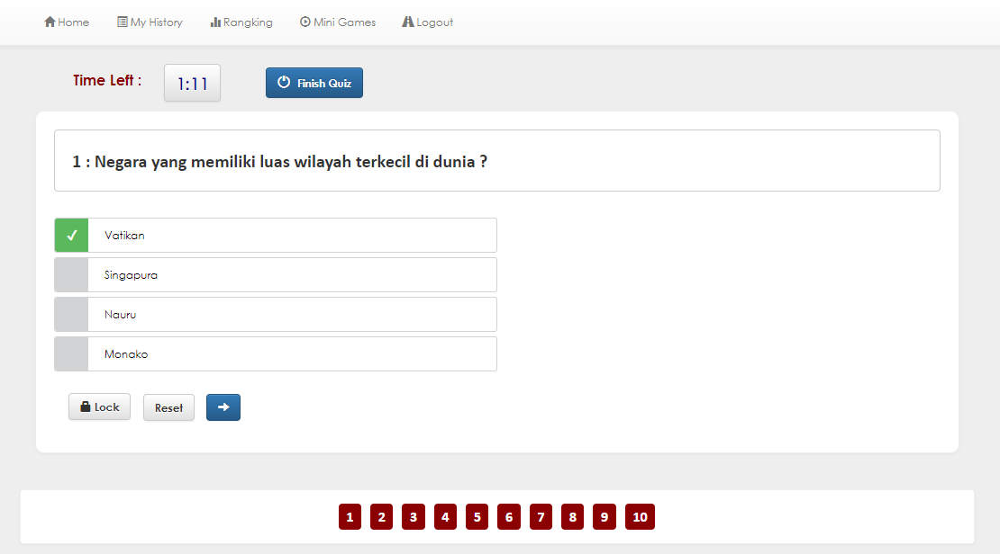 Home My History Rangking Mini Games Logout
Time Left : 1:11 Finish Quiz
1 : Negara yang memiliki luas wilayah terkecil di dunia ?
Vatikan
Singapura
Nauru
Monako
Lock Reset
1 2 3 4 5 6 7 8 9 10